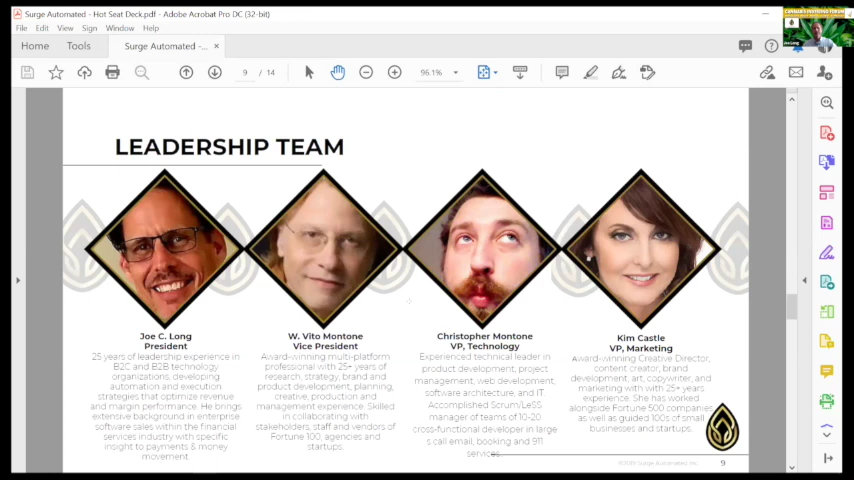 Surge Automated - Hot Seat Deck.pdf - Adobe Acrobat Pro DC (32-bit)
File Edit View Sign Window Help
Home Tools Surge Automated -... ×
9 / 14 96.1%
LEADERSHIP TEAM
Joe C. Long
President
25 years of leadership experience in
B2C and B2B technology
organizations, developing
automation and execution
strategies that optimize revenue
and margin performance. He brings
extensive background in enterprise
software sales within the financial
services industry with specific
insight to payments & money
movement.
W. Vito Montone
Vice President
Award-winning multi-platform
professional with 25+ years of
research, strategy, brand and
product development, planning,
creative, production and
management experience. Skilled
in collaborating with
stakeholders, staff and vendors of
Fortune 100, agencies and
startups.
Christopher Montone
VP, Technology
Experienced technical leader in
product development, project
management, web development,
software architecture, and IT.
Accomplished Scrum/LeSS
manager of teams of 10-20
cross-functional developer in large
s call email, booking and 911
services.
Kim Castle
VP, Marketing
Award-winning Creative Director,
content creator, brand
development, art, copywriter, and
marketing with with 25+ years
experience. She has worked
alongside Fortune 500 companies
as well as guided 100s of small
businesses and startups.
©2019 Surge Automated, Inc. 9
CANNABIS INVESTING FORUM
Joe Long